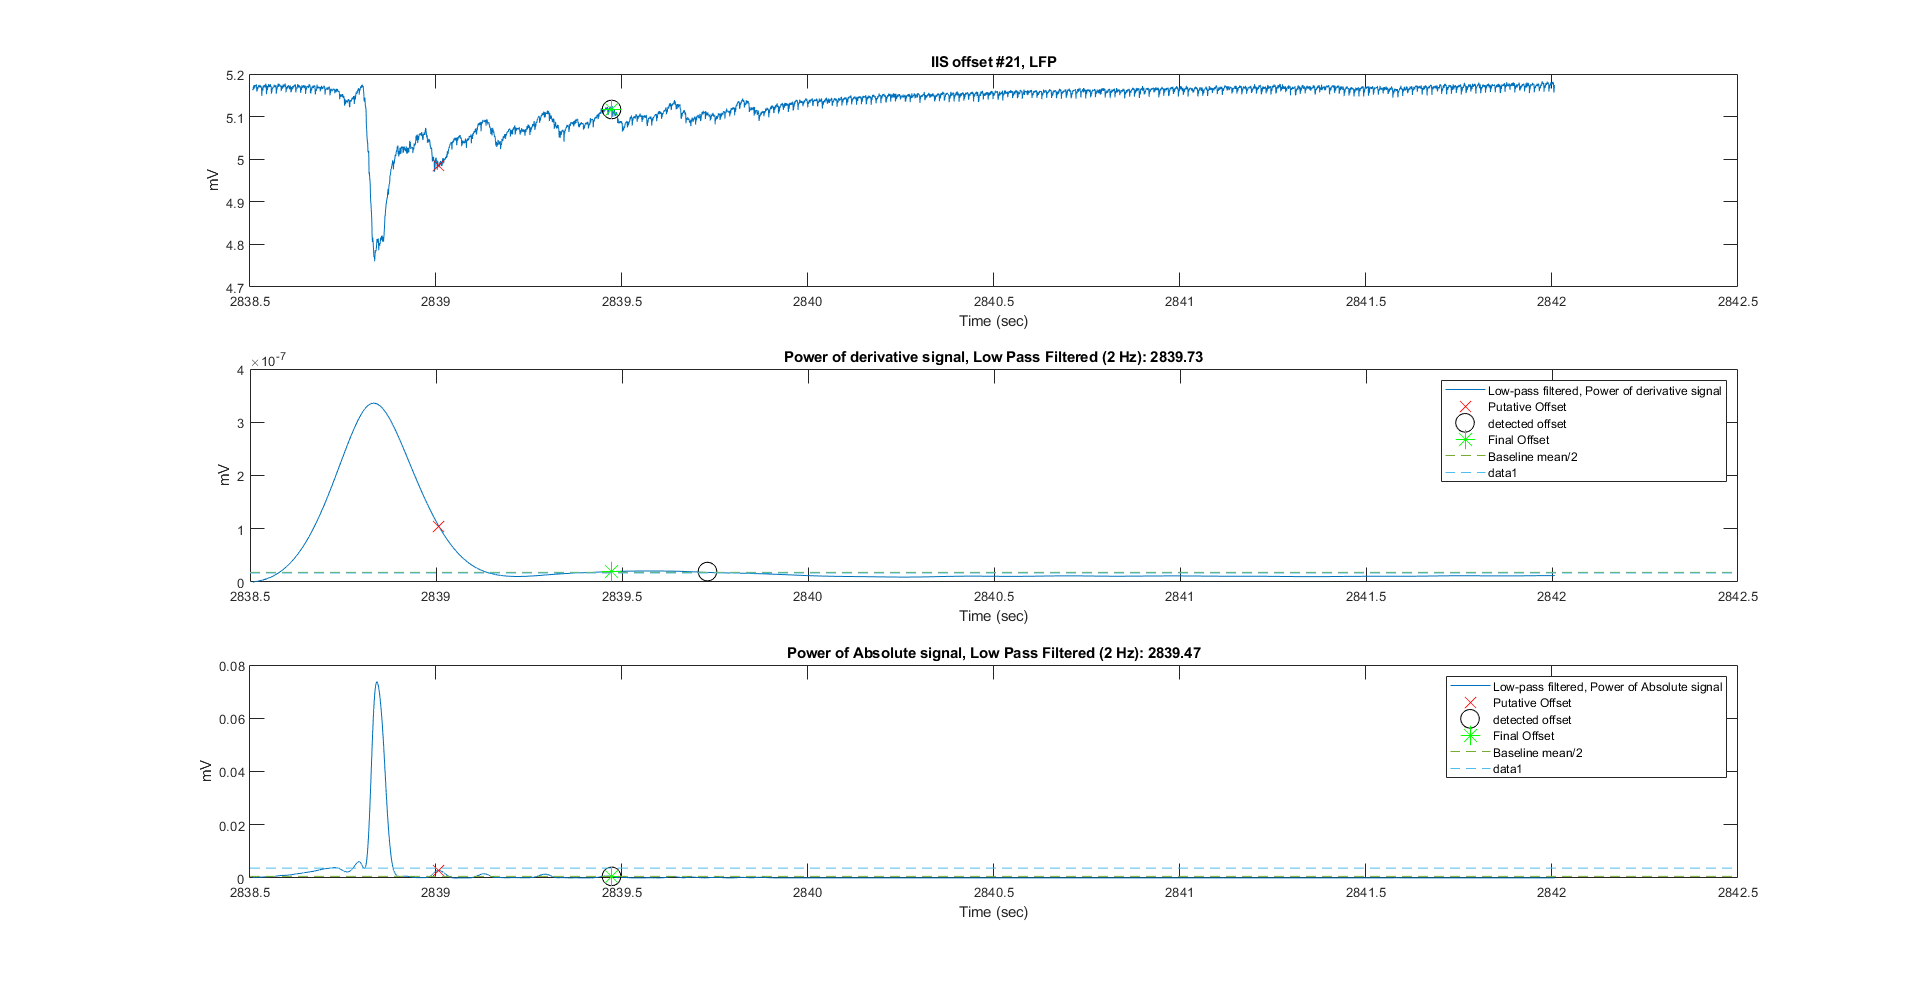 IIS offset #21, LFP
5.2
5.1
5
4.9
4.8
4.7
mV
2838.5 2839 2839.5 2840 2840.5 2841 2841.5 2842 2842.5
Time (sec)
×10-7
Power of derivative signal, Low Pass Filtered (2 Hz): 2839.73
4
3
2
1
0
mV
Low-pass filtered, Power of derivative signal
Putative Offset
detected offset
Final Offset
Baseline mean/2
data1
2838.5 2839 2839.5 2840 2840.5 2841 2841.5 2842 2842.5
Time (sec)
Power of Absolute signal, Low Pass Filtered (2 Hz): 2839.47
0.08
0.06
0.04
0.02
0
mV
Low-pass filtered, Power of Absolute signal
Putative Offset
detected offset
Final Offset
Baseline mean/2
data1
2838.5 2839 2839.5 2840 2840.5 2841 2841.5 2842 2842.5
Time (sec)